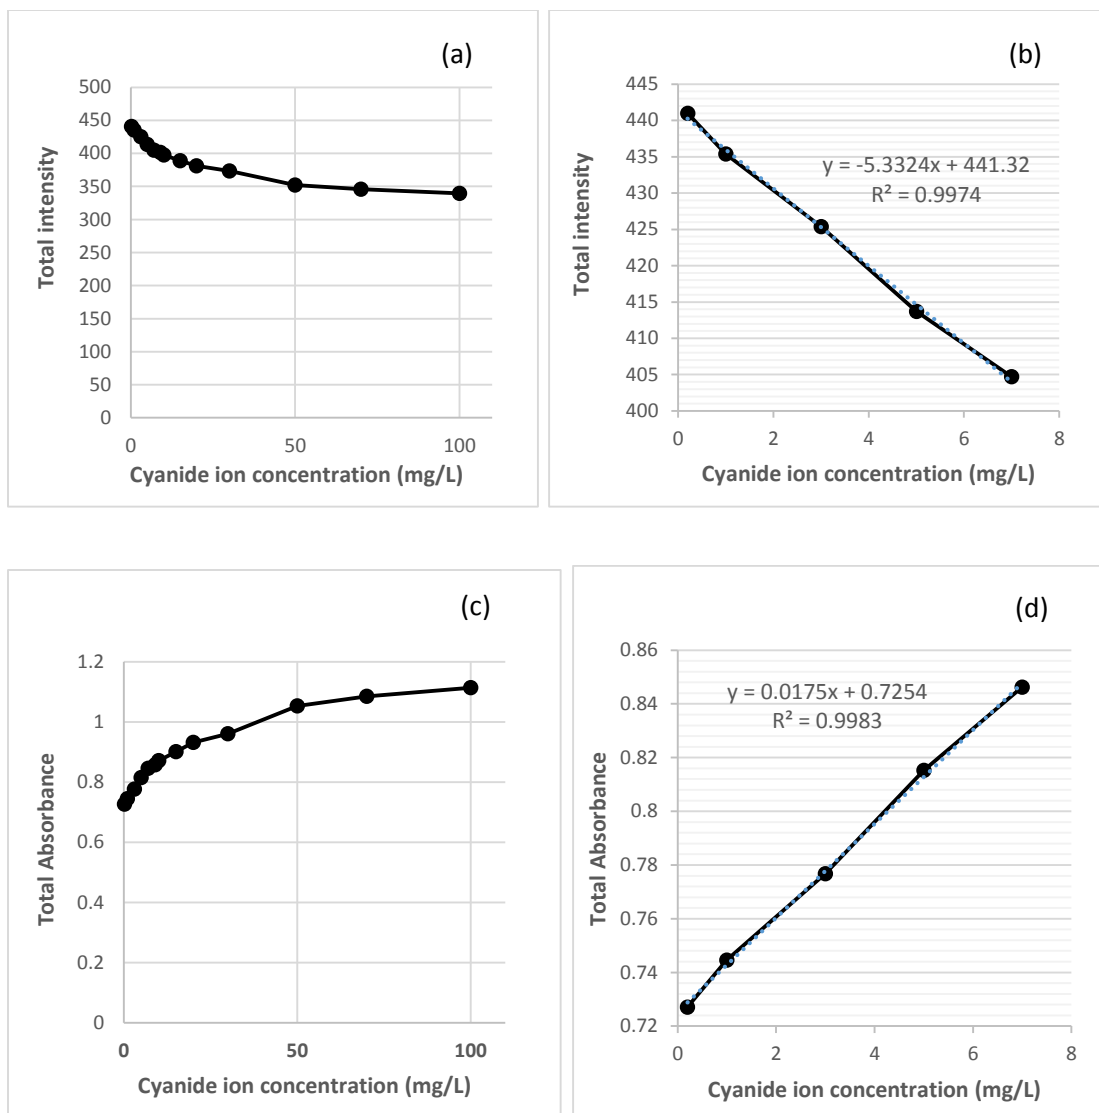 (a)
500
450
400
350
300
250
200
150
100
50
0
Total intensity
0 50 100
Cyanide ion concentration (mg/L)
(b)
445
440
435
430
425
420
415
410
405
400
Total intensity
y = -5.3324x + 441.32
R² = 0.9974
0 2 4 6 8
Cyanide ion concentration (mg/L)
(c)
1.2
1
0.8
0.6
0.4
0.2
0
Total Absorbance
0 50 100
Cyanide ion concentration (mg/L)
(d)
0.86
0.84
0.82
0.8
0.78
0.76
0.74
0.72
Total Absorbance
y = 0.0175x + 0.7254
R² = 0.9983
0 2 4 6 8
Cyanide ion concentration (mg/L)